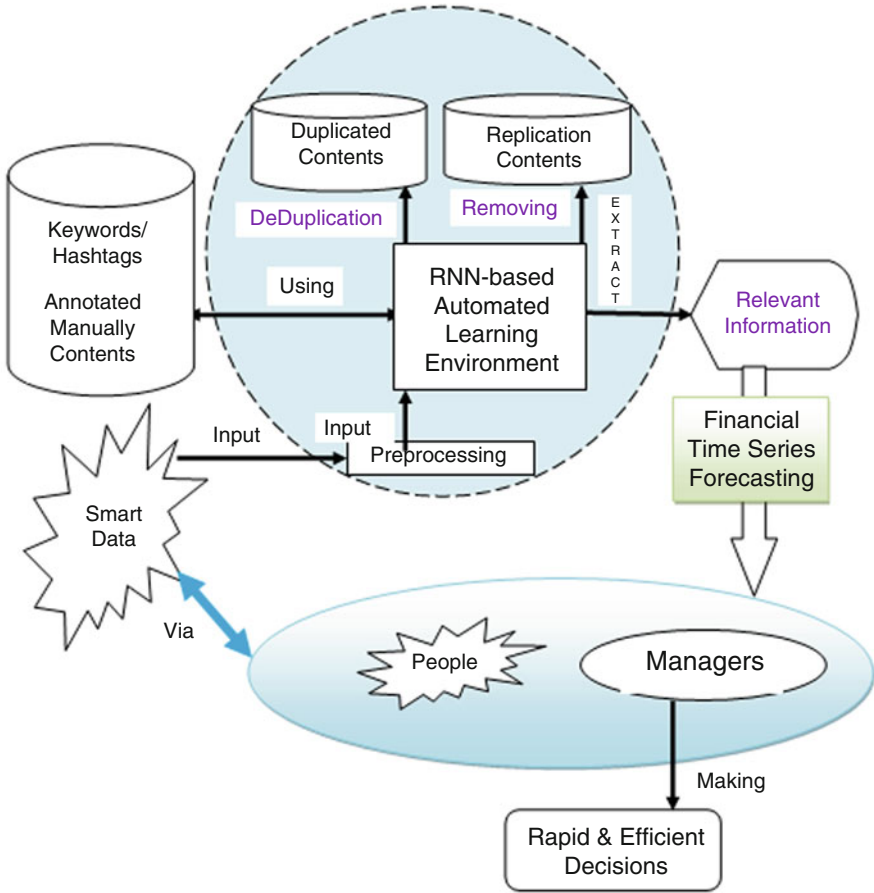 Duplicated
Contents
Replication
Contents
DeDuplication
Removing
EXTRACT
Keywords/
Hashtags
Annotated
Manually
Contents
Using
RNN-based
Automated
Learning
Environment
Relevant
Information
Input
Input
Preprocessing
Financial
Time Series
Forecasting
Smart
Data
Via
People
Managers
Making
Rapid & Efficient
Decisions